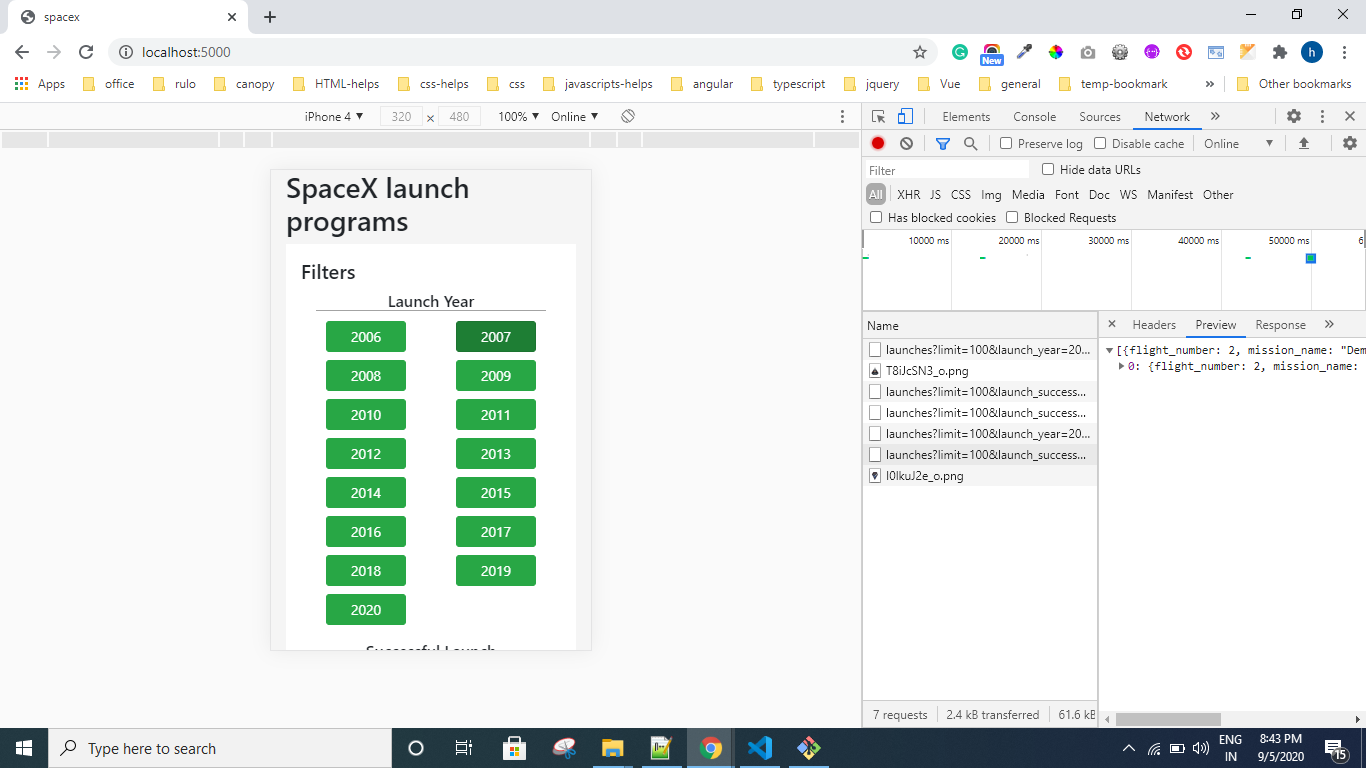 spacex
localhost:5000
New
h
Apps office rulo canopy HTML-helps css-helps css javascripts-helps angular typescript jquery Vue general temp-bookmark » Other bookmarks
iPhone 4 320 × 480 100% Online
Elements Console Sources Network »
Preserve log Disable cache Online
Filter Hide data URLs
All XHR JS CSS Img Media Font Doc WS Manifest Other
Has blocked cookies Blocked Requests
10000 ms 20000 ms 30000 ms 40000 ms 50000 ms 6
SpaceX launch
programs
Filters
Launch Year
2006 2007
2008 2009
2010 2011
2012 2013
2014 2015
2016 2017
2018 2019
2020
Successful Launch
Name
launches?limit=100&launch_year=20...
T8iJcSN3_o.png
launches?limit=100&launch_success...
launches?limit=100&launch_success...
launches?limit=100&launch_year=20...
launches?limit=100&launch_success...
I0lkuJ2e_o.png
Headers Preview Response »
[{flight_number: 2, mission_name: "Dem
0: {flight_number: 2, mission_name:
7 requests 2.4 kB transferred 61.6 kB
Type here to search
ENG
IN
8:43 PM
9/5/2020
15